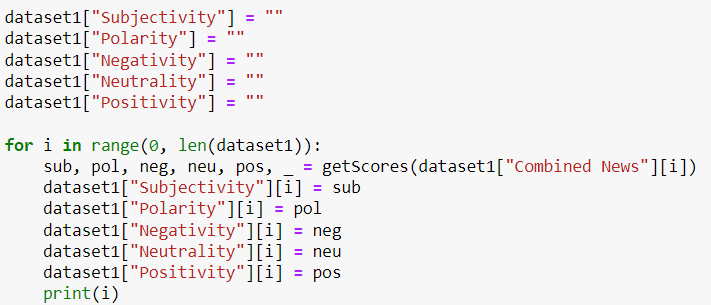 dataset1["Subjectivity"] = ""
dataset1["Polarity"] = ""
dataset1["Negativity"] = ""
dataset1["Neutrality"] = ""
dataset1["Positivity"] = ""

for i in range(0, len(dataset1)):
    sub, pol, neg, neu, pos, _ = getScores(dataset1["Combined News"][i])
    dataset1["Subjectivity"][i] = sub
    dataset1["Polarity"][i] = pol
    dataset1["Negativity"][i] = neg
    dataset1["Neutrality"][i] = neu
    dataset1["Positivity"][i] = pos
    print(i)